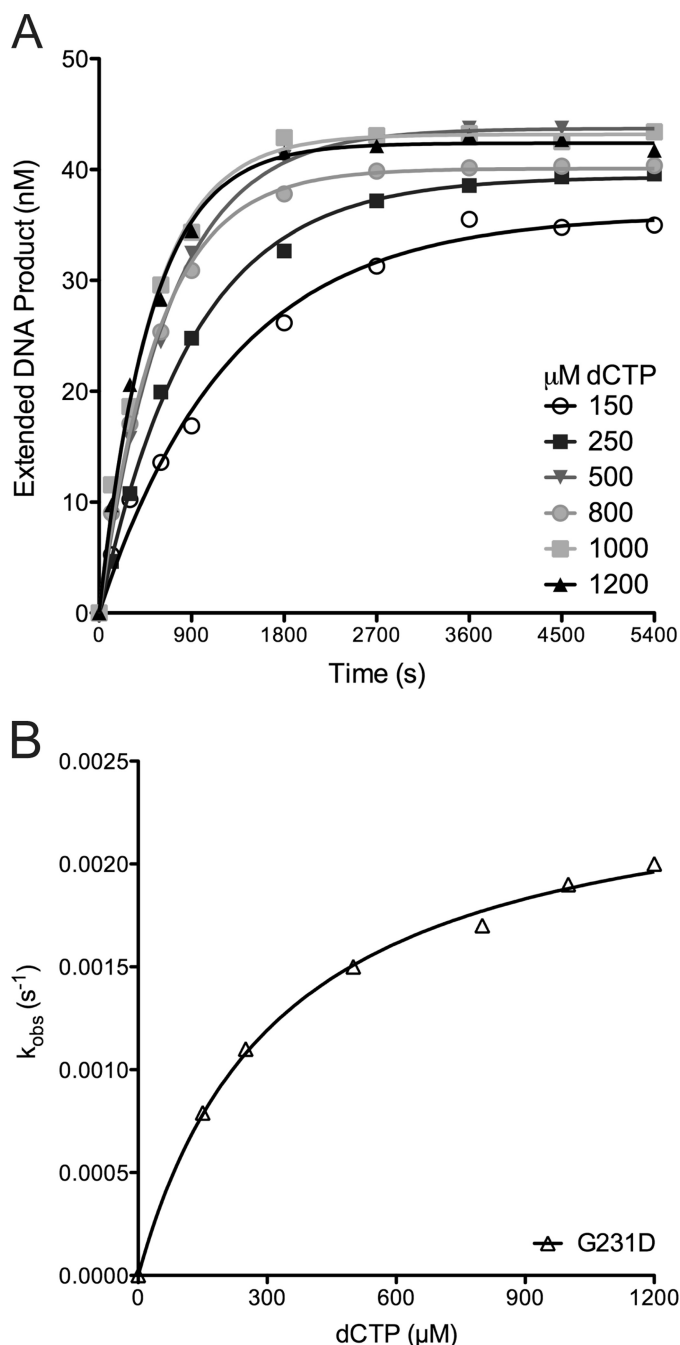 A
50
40
30
20
10
0
Extended DNA Product (nM)
0 900 1800 2700 3600 4500 5400
Time (s)
μM dCTP
150
250
500
800
1000
1200
B
0.0025
0.0020
0.0015
0.0010
0.0005
0.0000
kobs (s-1)
0 300 600 900 1200
dCTP (μM)
G231D